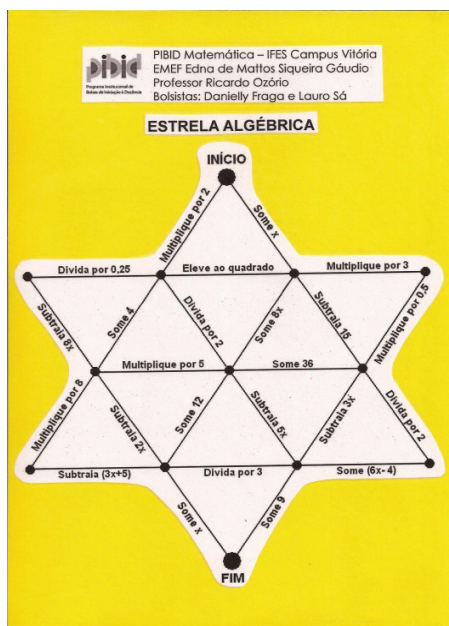 PIBID Matemática – IFES Campus Vitória
EMEF Edna de Mattos Siqueira Gáudio
Professor Ricardo Ozório
Bolsistas: Danielly Fraga e Lauro Sá
pibid
Programa Institucional de
Bolsas de Iniciação à Docência
ESTRELA ALGÉBRICA
INÍCIO
Multiplique por 2
Some x
Divida por 0,25
Eleve ao quadrado
Multiplique por 3
Subtraia 8x
Some 4
Divida por 2
Some 8x
Subtraia 15
Multiplique por 0,5
Multiplique por 5
Some 36
Multiplique por 8
Subtraia 2x
Some 12
Subtraia 5x
Subtraia 3x
Divida por 2
Subtraia (3x+5)
Divida por 3
Some (6x- 4)
Some x
Some 9
FIM